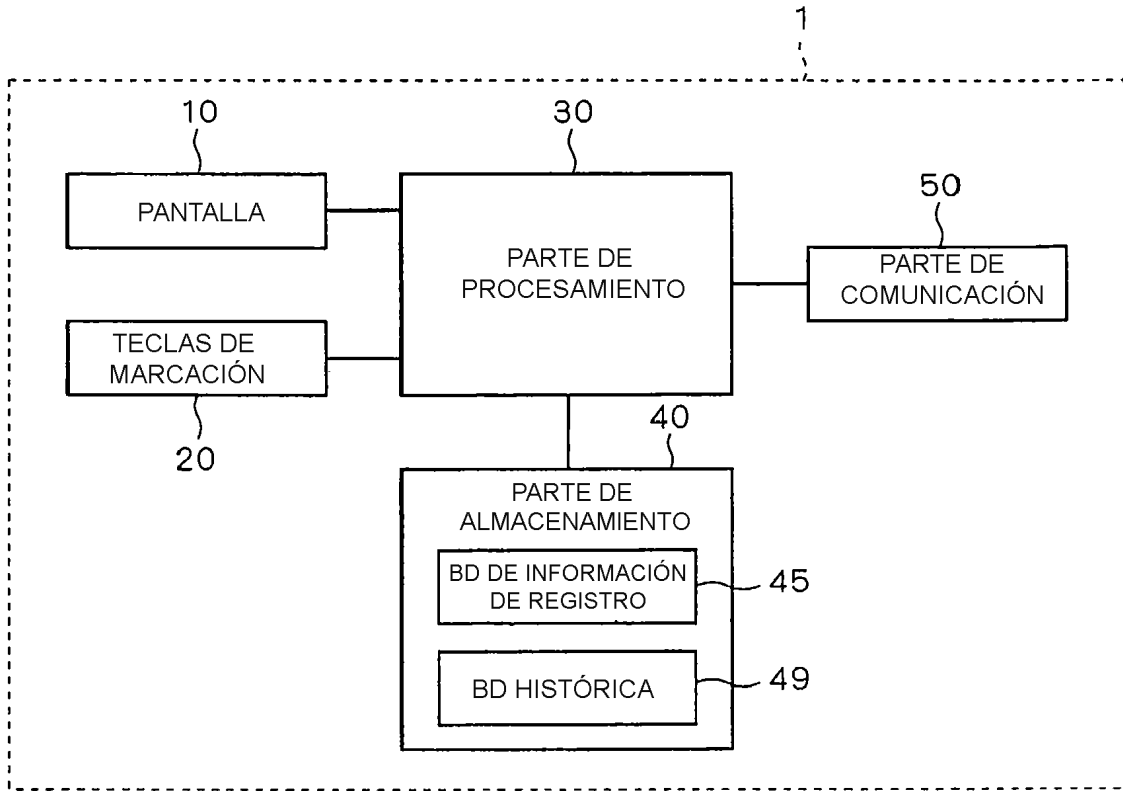 1
10
30
50
PANTALLA
PARTE DE
PROCESAMIENTO
PARTE DE
COMUNICACIÓN
TECLAS DE
MARCACIÓN
20
40
PARTE DE
ALMACENAMIENTO
BD DE INFORMACIÓN
DE REGISTRO
45
BD HISTÓRICA
49